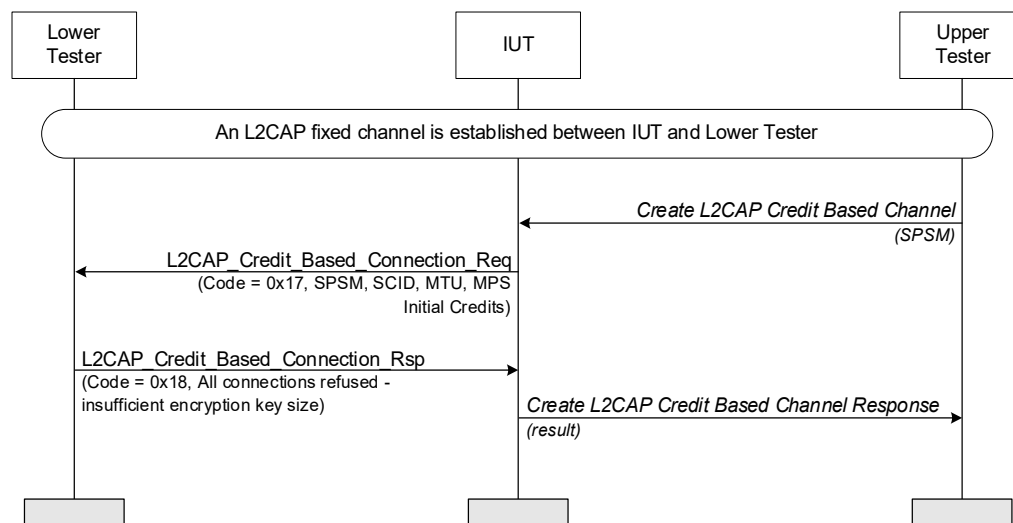 Lower
Tester
IUT
Upper
Tester
An L2CAP fixed channel is established between IUT and Lower Tester
Create L2CAP Credit Based Channel
(SPSM)
L2CAP_Credit_Based_Connection_Req
(Code = 0x17, SPSM, SCID, MTU, MPS
Initial Credits)
L2CAP_Credit_Based_Connection_Rsp
(Code = 0x18, All connections refused -
insufficient encryption key size)
Create L2CAP Credit Based Channel Response
(result)